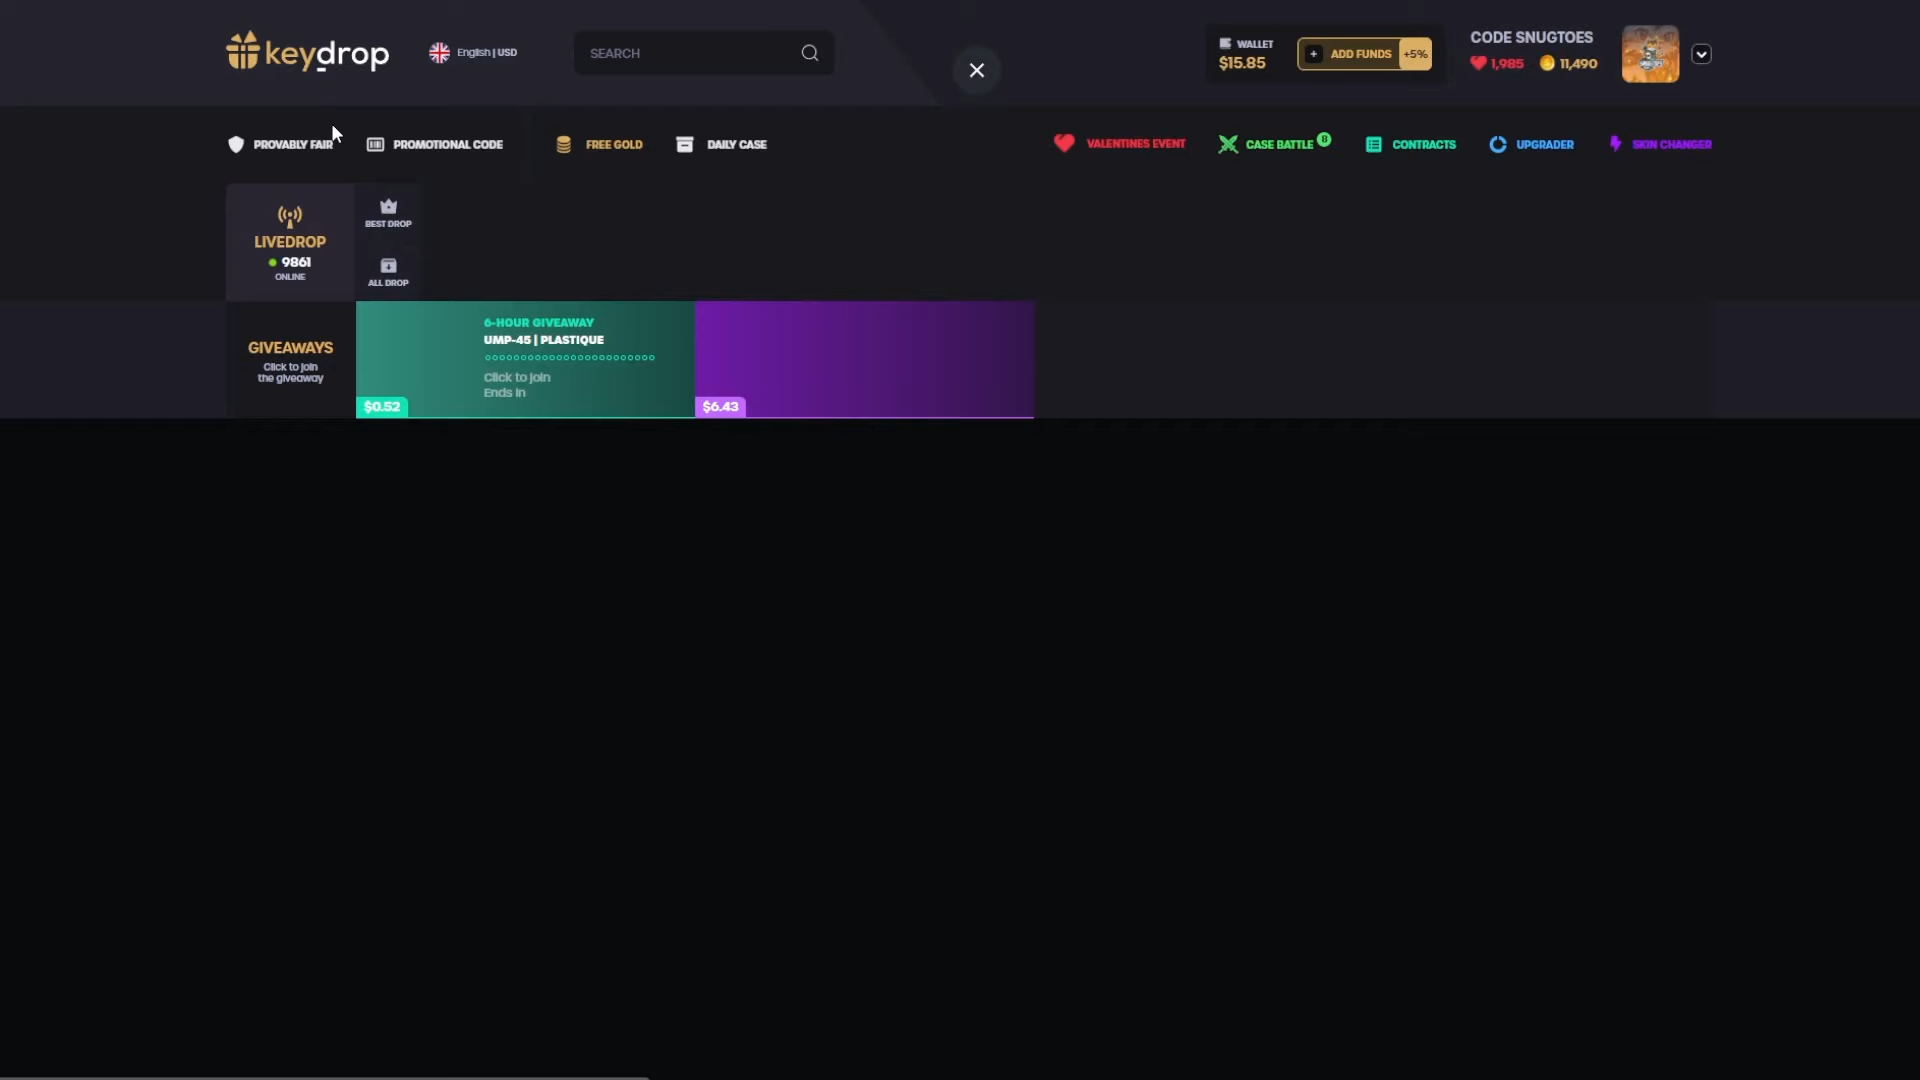 keydrop
English | USD
SEARCH
WALLET
$15.85
+ ADD FUNDS +5%
CODE SNUGTOES
1,985
11,490
PROVABLY FAIR
PROMOTIONAL CODE
FREE GOLD
DAILY CASE
VALENTINES EVENT
CASE BATTLE
CONTRACTS
UPGRADER
SKIN CHANGER
LIVEDROP
9861
ONLINE
BEST DROP
ALL DROP
GIVEAWAYS
Click to join
the giveaway
6-HOUR GIVEAWAY
UMP-45 | PLASTIQUE
Click to join
Ends in
$0.52
$6.43